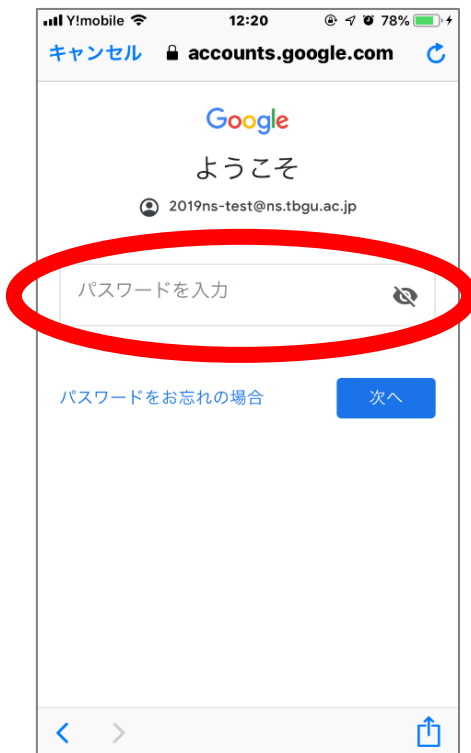 Y!mobile 12:20 78%
キャンセル accounts.google.com
Google
ようこそ
2019ns-test@ns.tbgu.ac.jp
パスワードを入力
パスワードをお忘れの場合 次へ